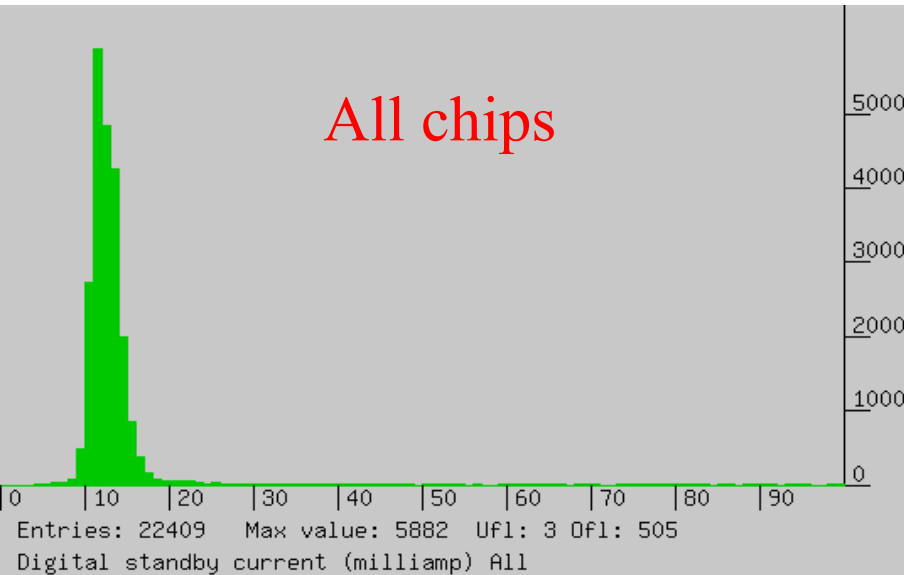 All chips
5000
4000
3000
2000
1000
0
0 10 20 30 40 50 60 70 80 90
Entries: 22409 Max value: 5882 Ufl: 3 Ofl: 505
Digital standby current (milliamp) All